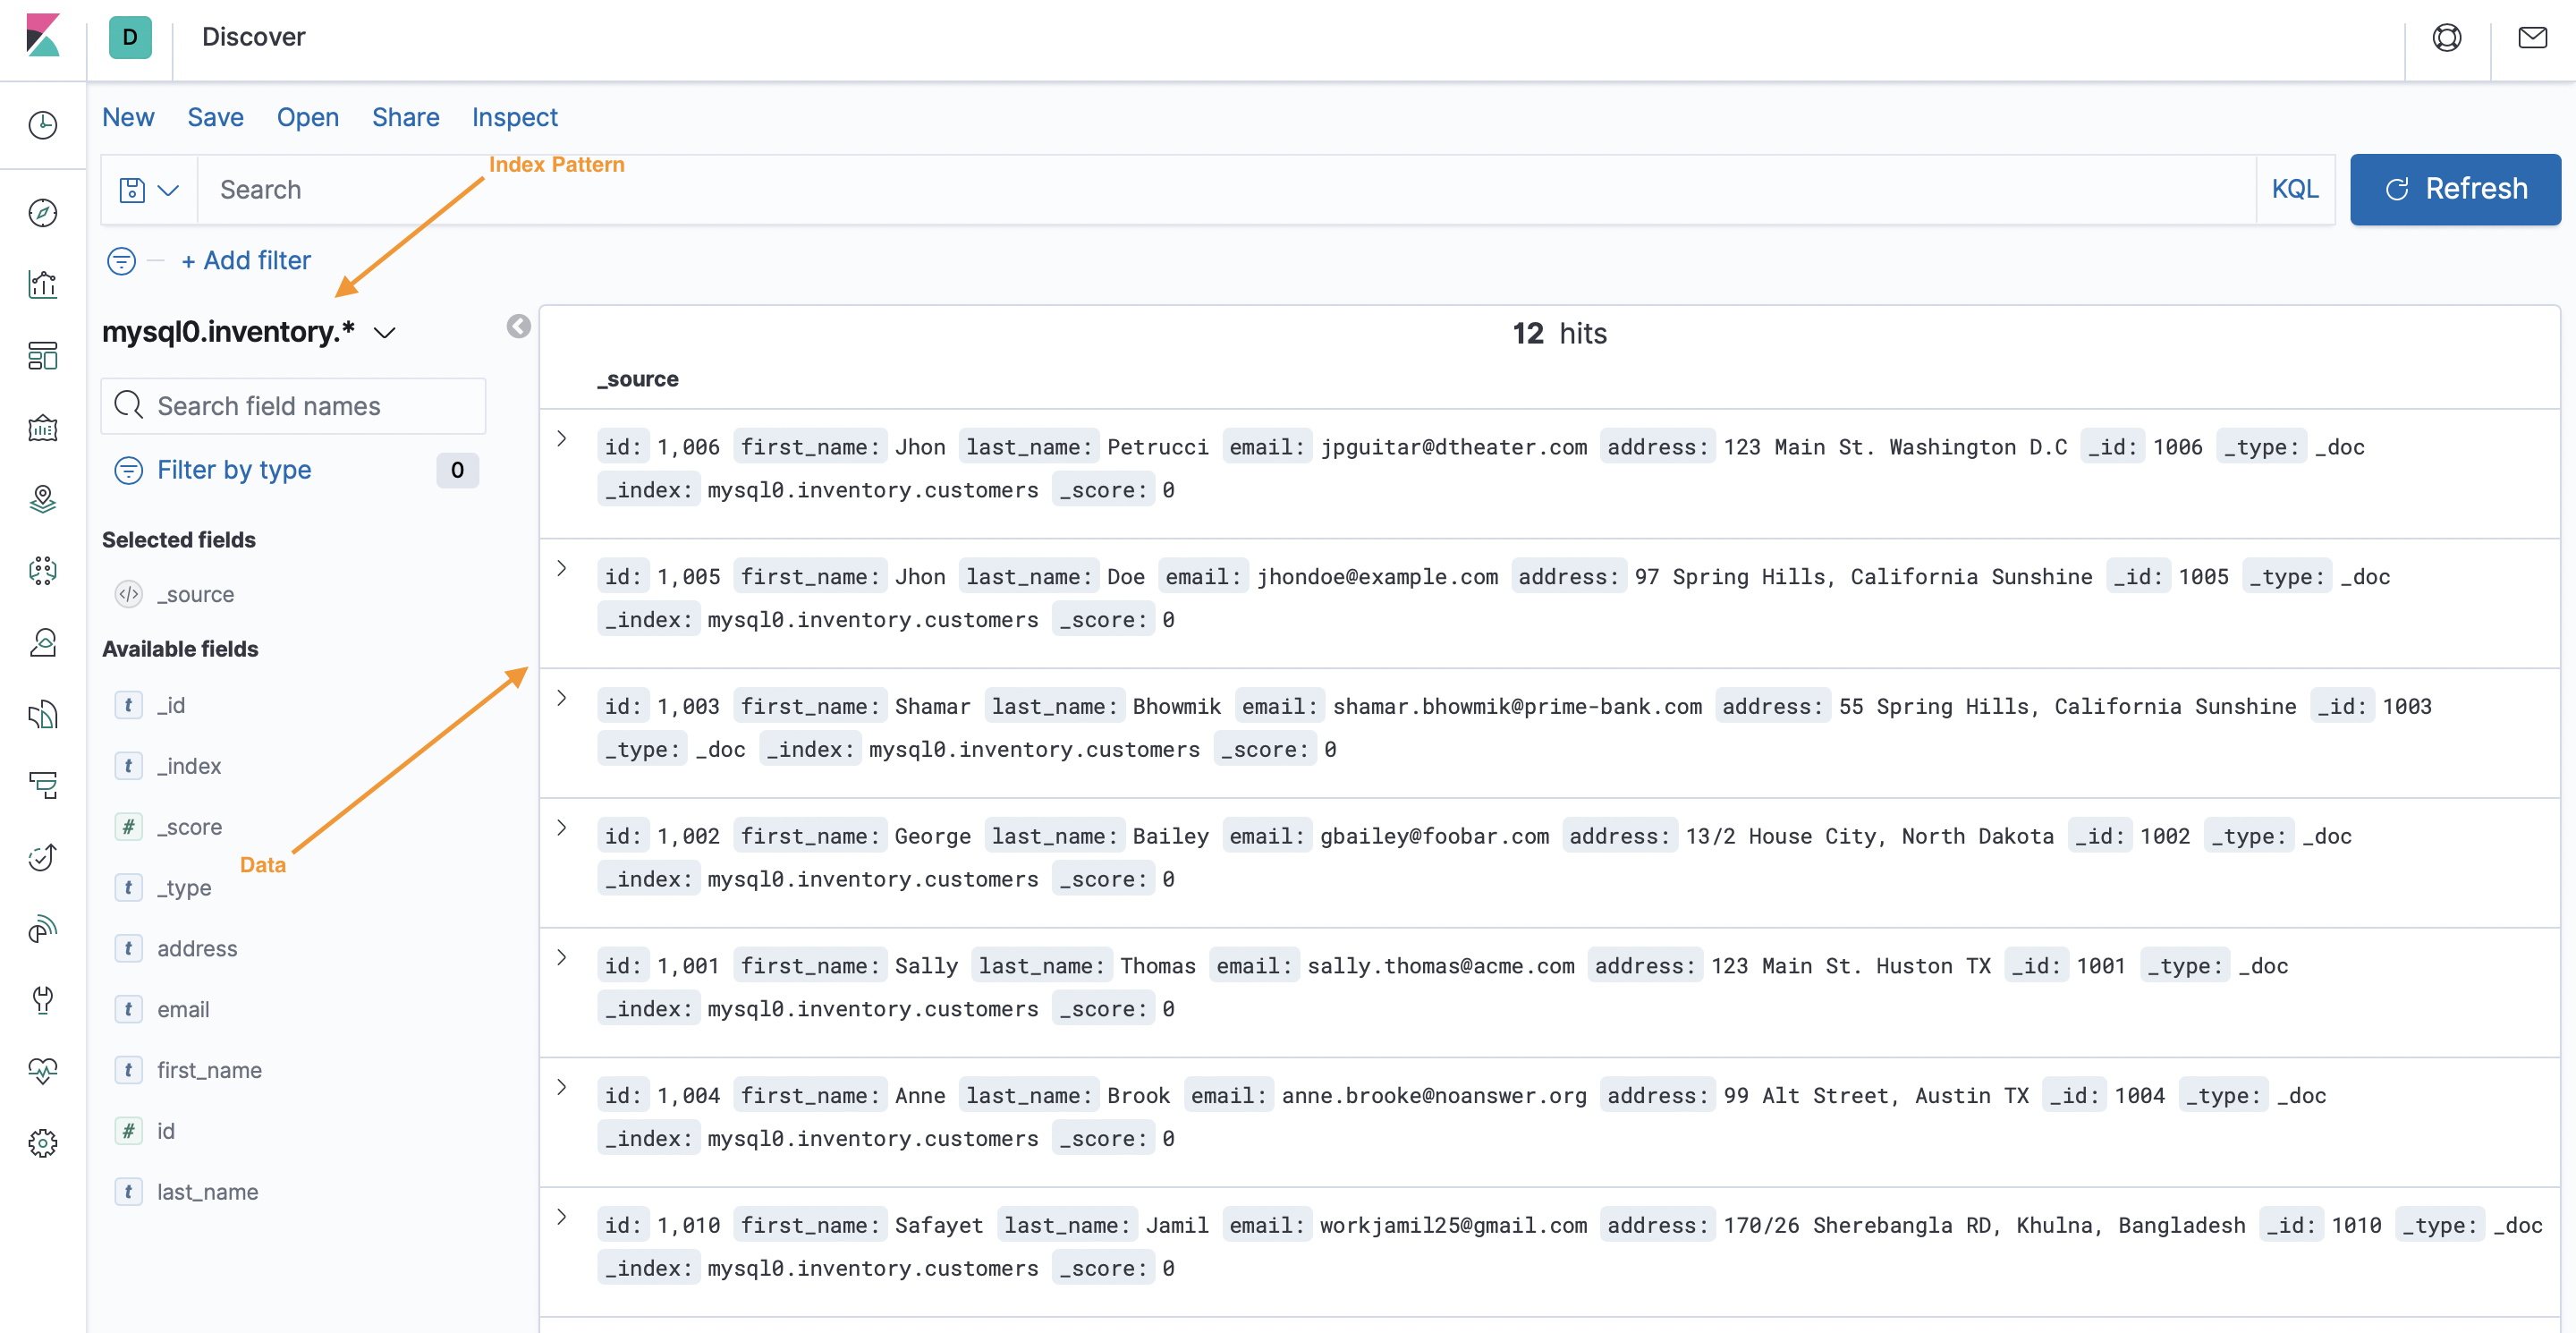 D Discover
New Save Open Share Inspect
Index Pattern
Search KQL Refresh
+ Add filter
mysql0.inventory.*
Search field names
Filter by type 0
Selected fields
</> _source
Available fields
t _id
t _index
# _score
Data
t _type
t address
t email
t first_name
# id
t last_name
12 hits
_source
id: 1,006 first_name: Jhon last_name: Petrucci email: jpguitar@dtheater.com address: 123 Main St. Washington D.C _id: 1006 _type: _doc
_index: mysql0.inventory.customers _score: 0
id: 1,005 first_name: Jhon last_name: Doe email: jhondoe@example.com address: 97 Spring Hills, California Sunshine _id: 1005 _type: _doc
_index: mysql0.inventory.customers _score: 0
id: 1,003 first_name: Shamar last_name: Bhowmik email: shamar.bhowmik@prime-bank.com address: 55 Spring Hills, California Sunshine _id: 1003
_type: _doc _index: mysql0.inventory.customers _score: 0
id: 1,002 first_name: George last_name: Bailey email: gbailey@foobar.com address: 13/2 House City, North Dakota _id: 1002 _type: _doc
_index: mysql0.inventory.customers _score: 0
id: 1,001 first_name: Sally last_name: Thomas email: sally.thomas@acme.com address: 123 Main St. Huston TX _id: 1001 _type: _doc
_index: mysql0.inventory.customers _score: 0
id: 1,004 first_name: Anne last_name: Brook email: anne.brooke@noanswer.org address: 99 Alt Street, Austin TX _id: 1004 _type: _doc
_index: mysql0.inventory.customers _score: 0
id: 1,010 first_name: Safayet last_name: Jamil email: workjamil25@gmail.com address: 170/26 Sherebangla RD, Khulna, Bangladesh _id: 1010 _type: _doc
_index: mysql0.inventory.customers _score: 0